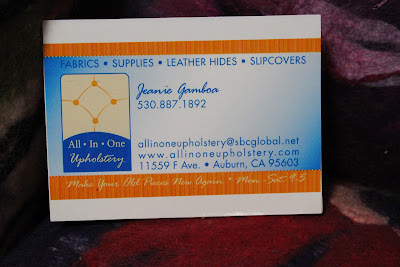 FABRICS • SUPPLIES • LEATHER HIDES • SLIPCOVERS
Jeanie Gamboa
530.887.1892
All • In • One
Upholstery
allinoneupholstery@sbcglobal.net
www.allinoneupholstery.com
11559 F Ave. • Auburn, CA 95603
Make Your Old Pieces New Again • Mon-Sat 9-5